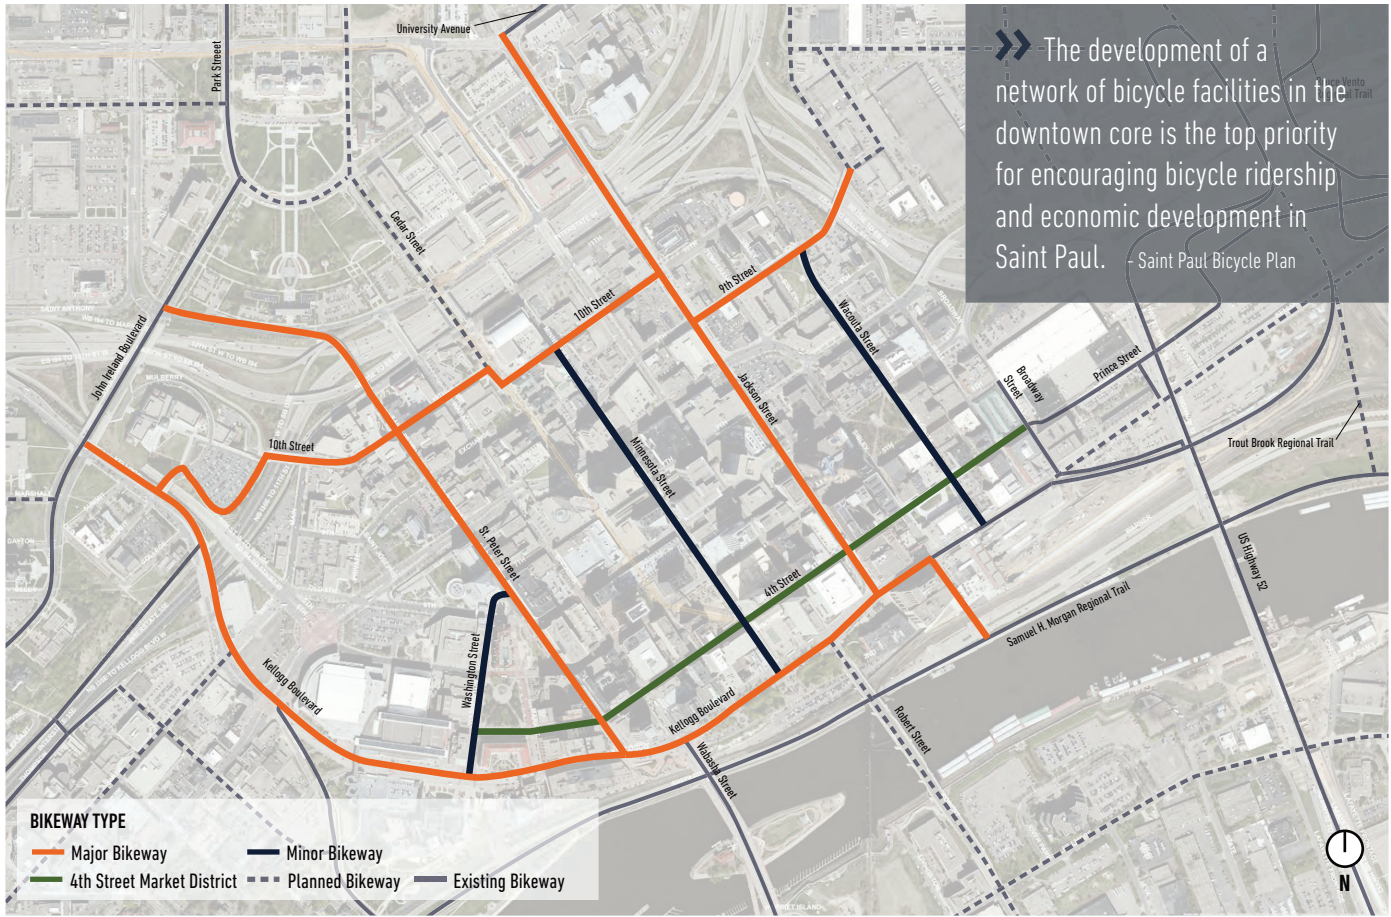 University Avenue
Park Streeet
The development of a
network of bicycle facilities in the
downtown core is the top priority
for encouraging bicycle ridership
and economic development in
Saint Paul. - Saint Paul Bicycle Plan
Cedar Street
9th Street
10th Street
Wacouta Street
John Ireland Boulevard
Jackson Street
Broadway
Street
Prince Street
Trout Brook Regional Trail
10th Street
Minnesota Street
St. Peter Street
4th Street
US Highway 52
Samuel H. Morgan Regional Trail
Washington Street
Kellogg Boulevard
Kellogg Boulevard
Robert Street
Wabasha Street
BIKEWAY TYPE
Major Bikeway
Minor Bikeway
4th Street Market District
Planned Bikeway
Existing Bikeway
N